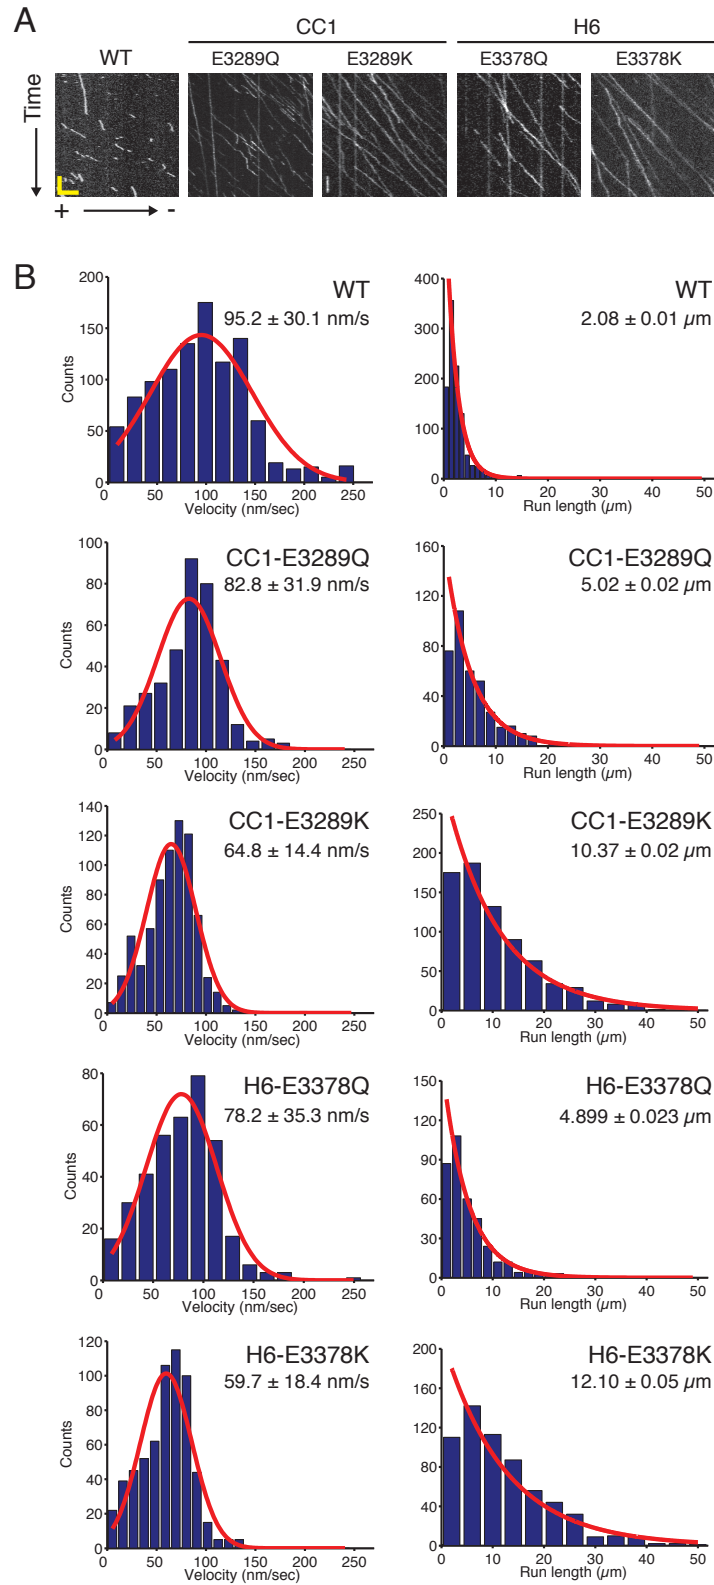 A
CC1
H6
WT
E3289Q
E3289K
E3378Q
E3378K
Time
+ -
B
WT
95.2 ± 30.1 nm/s
200
150
100
50
0
Counts
0 50 100 150 200 250
Velocity (nm/sec)
WT
2.08 ± 0.01 µm
400
300
200
100
0
0 10 20 30 40 50
Run length (µm)
CC1-E3289Q
82.8 ± 31.9 nm/s
100
80
60
40
20
0
Counts
0 50 100 150 200 250
Velocity (nm/sec)
CC1-E3289Q
5.02 ± 0.02 µm
160
120
80
40
0
0 10 20 30 40 50
Run length (µm)
CC1-E3289K
64.8 ± 14.4 nm/s
140
120
100
80
60
40
20
0
Counts
0 50 100 150 200 250
Velocity (nm/sec)
CC1-E3289K
10.37 ± 0.02 µm
250
200
150
100
50
0
0 10 20 30 40 50
Run length (µm)
H6-E3378Q
78.2 ± 35.3 nm/s
80
60
40
20
0
Counts
0 50 100 150 200 250
Velocity (nm/sec)
H6-E3378Q
4.899 ± 0.023 µm
150
120
90
60
30
0
0 10 20 30 40 50
Run length (µm)
H6-E3378K
59.7 ± 18.4 nm/s
120
100
80
60
40
20
0
Counts
0 50 100 150 200 250
Velocity (nm/sec)
H6-E3378K
12.10 ± 0.05 µm
200
160
120
80
40
0
0 10 20 30 40 50
Run length (µm)